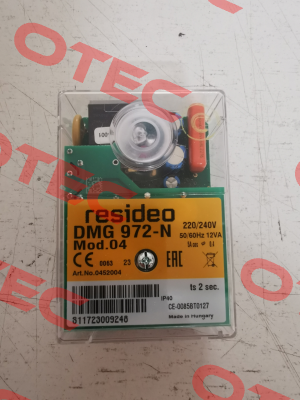 OTEC
OTEC
OTEC
resideo
DMG 972-N
Mod.04
220/240V
50/60Hz 12VA
CE 0063 23
EAC
Art.No.0452004
ts 2 sec.
IP40
CE-0085BT0127
Made in Hungary